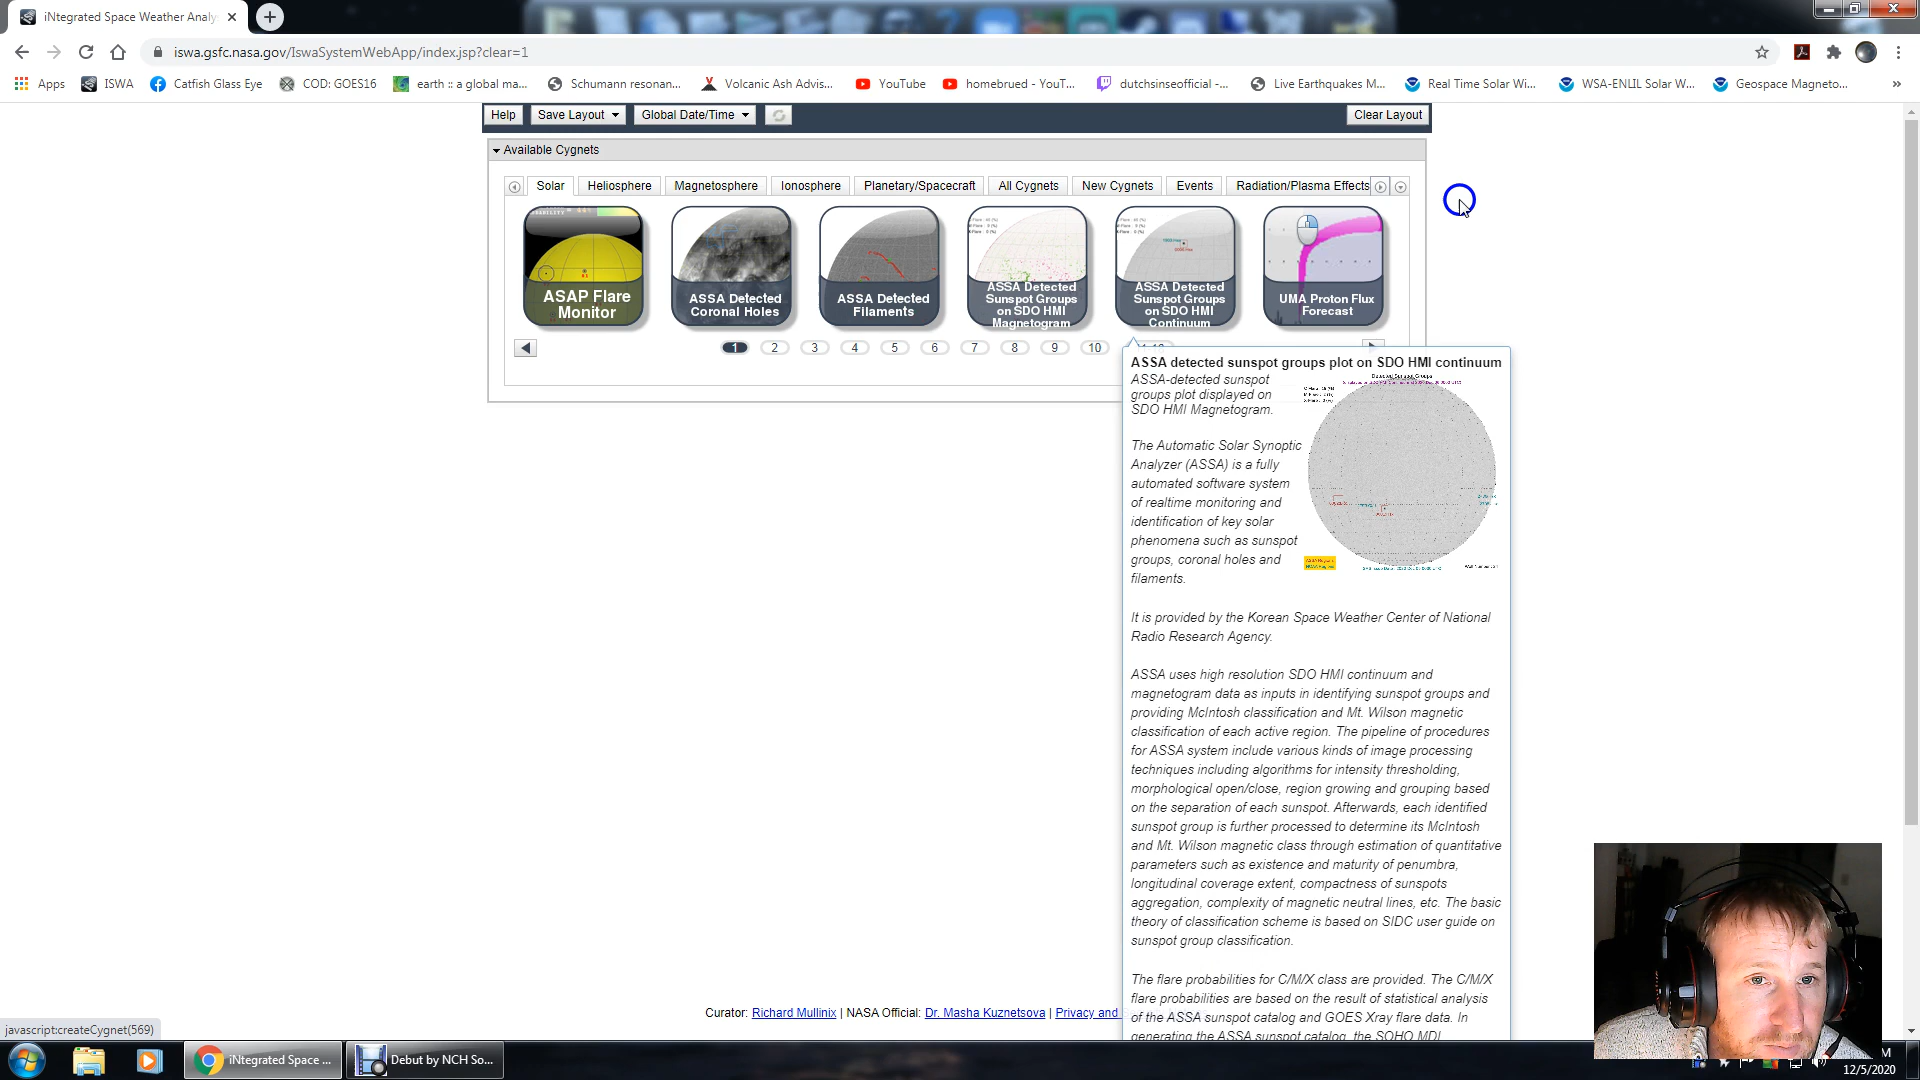 iNtegrated Space Weather Analy
iswa.gsfc.nasa.gov/IswaSystemWebApp/index.jsp?clear=1
Apps
ISWA
Catfish Glass Eye
COD: GOES16
earth :: a global ma...
Schumann resonan...
Volcanic Ash Advis...
YouTube
homebrued - YouT...
dutchsinseofficial -...
Live Earthquakes M...
Real Time Solar Wi...
WSA-ENLIL Solar W...
Geospace Magneto...
»
Help
Save Layout
Global Date/Time
Clear Layout
Available Cygnets
Solar
Heliosphere
Magnetosphere
Ionosphere
Planetary/Spacecraft
All Cygnets
New Cygnets
Events
Radiation/Plasma Effects
ASAP Flare
Monitor
ASSA Detected
Coronal Holes
ASSA Detected
Filaments
ASSA Detected
Sunspot Groups
on SDO HMI
Magnetogram
ASSA Detected
Sunspot Groups
on SDO HMI
Continuum
UMA Proton Flux
Forecast
1 2 3 4 5 6 7 8 9 10
ASSA detected sunspot groups plot on SDO HMI continuum
ASSA-detected sunspot
groups plot displayed on
SDO HMI Magnetogram.
The Automatic Solar Synoptic
Analyzer (ASSA) is a fully
automated software system
of realtime monitoring and
identification of key solar
phenomena such as sunspot
groups, coronal holes and
filaments.
It is provided by the Korean Space Weather Center of National
Radio Research Agency.
ASSA uses high resolution SDO HMI continuum and
magnetogram data as inputs in identifying sunspot groups and
providing McIntosh classification and Mt. Wilson magnetic
classification of each active region. The pipeline of procedures
for ASSA system include various kinds of image processing
techniques including algorithms for intensity thresholding,
morphological open/close, region growing and grouping based
on the separation of each sunspot. Afterwards, each identified
sunspot group is further processed to determine its McIntosh
and Mt. Wilson magnetic class through estimation of quantitative
parameters such as existence and maturity of penumbra,
longitudinal coverage extent, compactness of sunspots
aggregation, complexity of magnetic neutral lines, etc. The basic
theory of classification scheme is based on SIDC user guide on
sunspot group classification.
The flare probabilities for C/M/X class are provided. The C/M/X
flare probabilities are based on the result of statistical analysis
of the ASSA sunspot catalog and GOES Xray flare data. In
generating the ASSA sunspot catalog, the SOHO MDI
Curator: Richard Mullinix | NASA Official: Dr. Masha Kuznetsova | Privacy and
javascript:createCygnet(569)
iNtegrated Space ...
Debut by NCH So...
12/5/2020